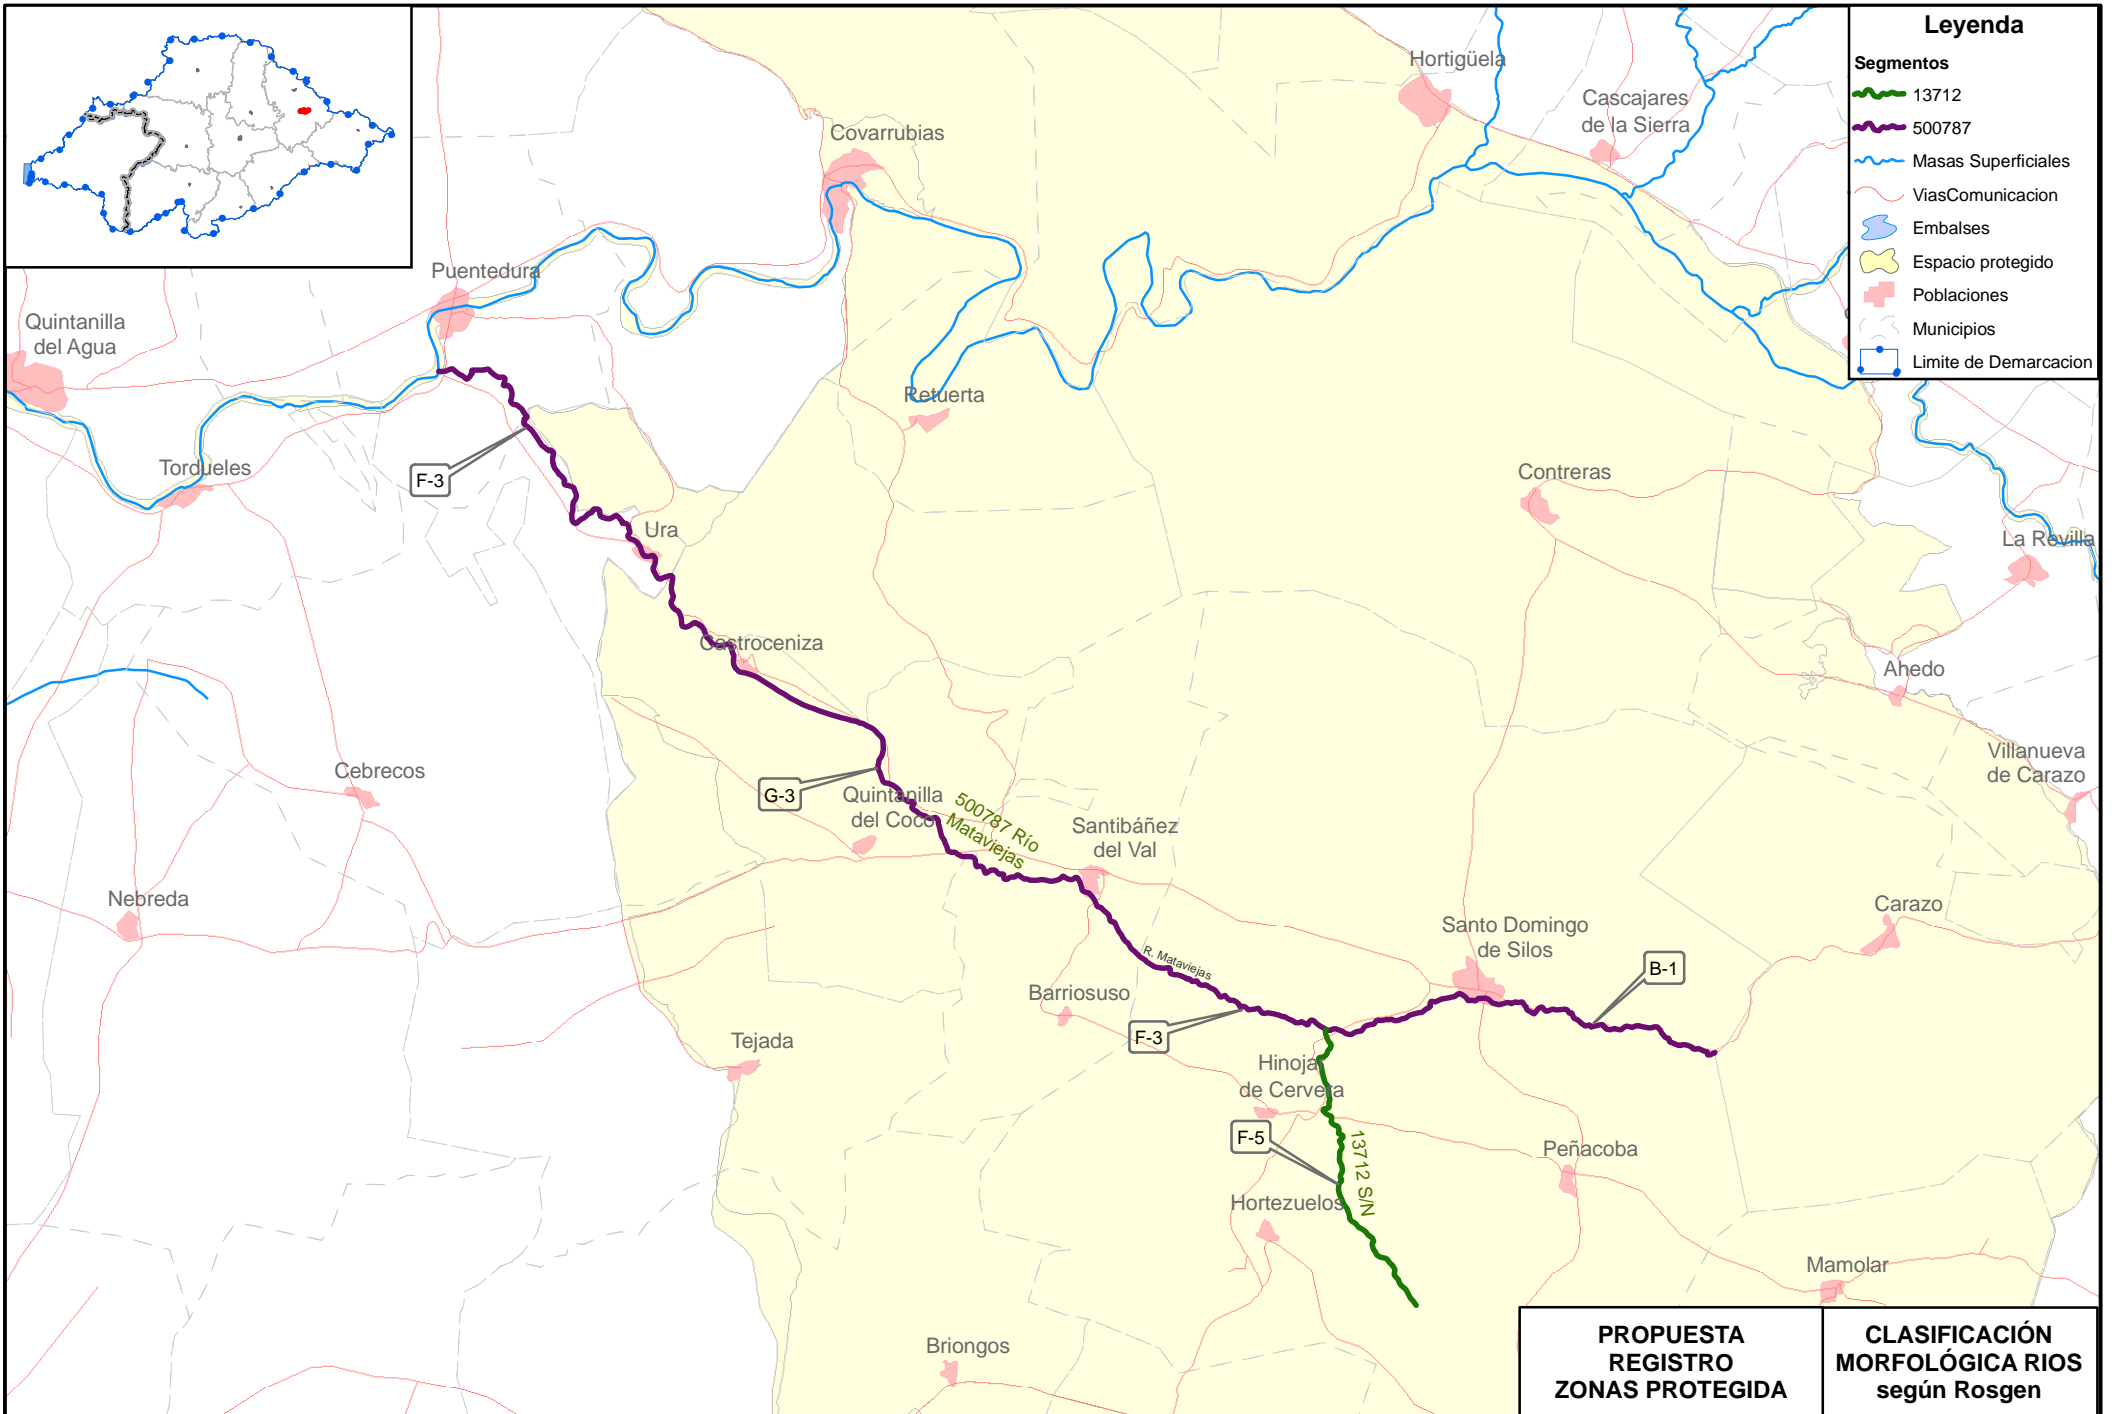 Leyenda
Segmentos
13712
500787
Masas Superficiales
ViasComunicacion
Embalses
Espacio protegido
Poblaciones
Municipios
Limite de Demarcacion
Hortigüela
Cascajares
de la Sierra
Covarrubias
Puentedura
Quintanilla
del Agua
Retuerta
Tordueles
F-3
Contreras
Ura
La Revilla
Castroceniza
Ahedo
Villanueva
de Carazo
Cebrecos
G-3
Quintanilla
del Coco
500787 Río
Mataviejas
Santibáñez
del Val
Nebreda
Carazo
Santo Domingo
de Silos
R. Mataviejas
B-1
Barriosuso
F-3
Tejada
Hinojar
de Cervera
F-5
13712 S/N
Peñacoba
Hortezuelos
Mamolar
Briongos
PROPUESTA
REGISTRO
ZONAS PROTEGIDA
CLASIFICACIÓN
MORFOLÓGICA RIOS
según Rosgen